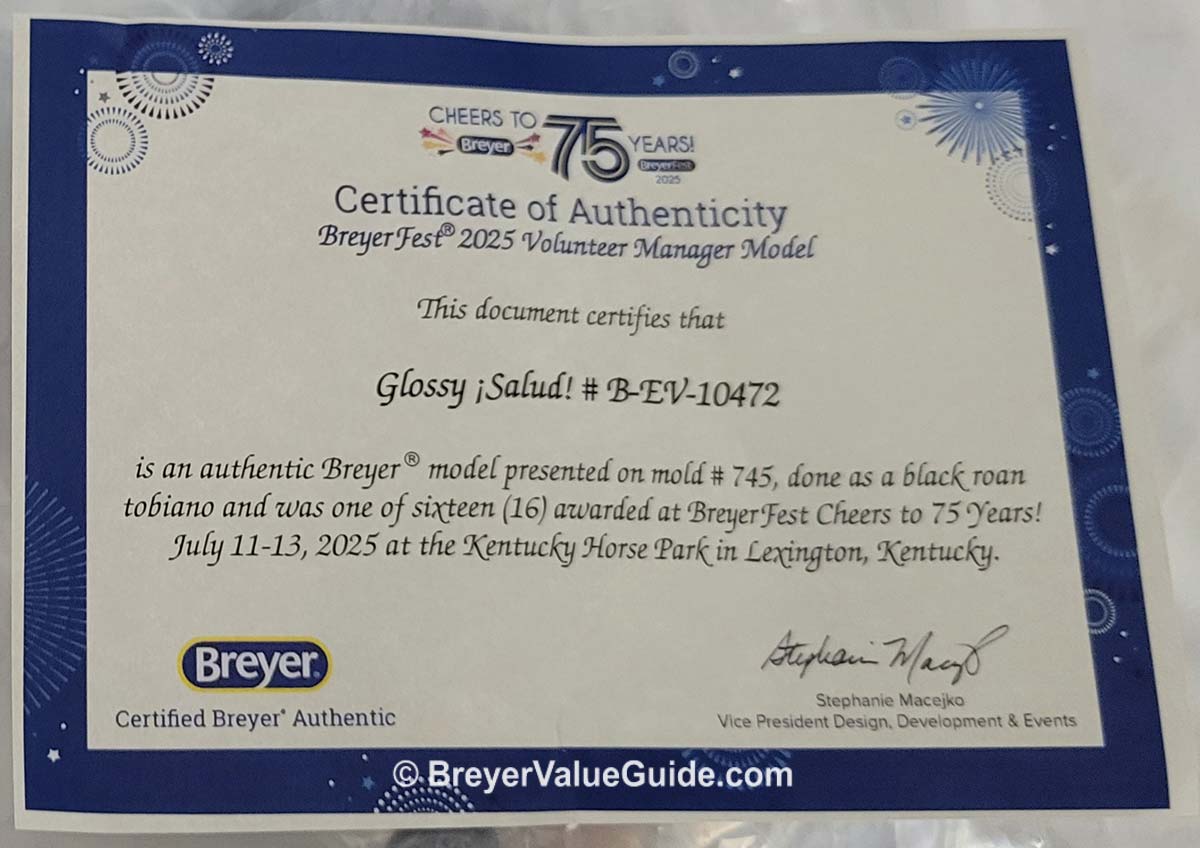 CHEERS TO 75 YEARS!
Breyer
BreyerFest
2025
Certificate of Authenticity
BreyerFest® 2025 Volunteer Manager Model
This document certifies that
Glossy ¡Salud! # B-EV-10472
is an authentic Breyer® model presented on mold # 745, done as a black roan
tobiano and was one of sixteen (16) awarded at BreyerFest Cheers to 75 Years!
July 11-13, 2025 at the Kentucky Horse Park in Lexington, Kentucky.
Breyer®
Certified Breyer® Authentic
Stephanie Macejko
Stephanie Macejko
Vice President Design, Development & Events
© BreyerValueGuide.com